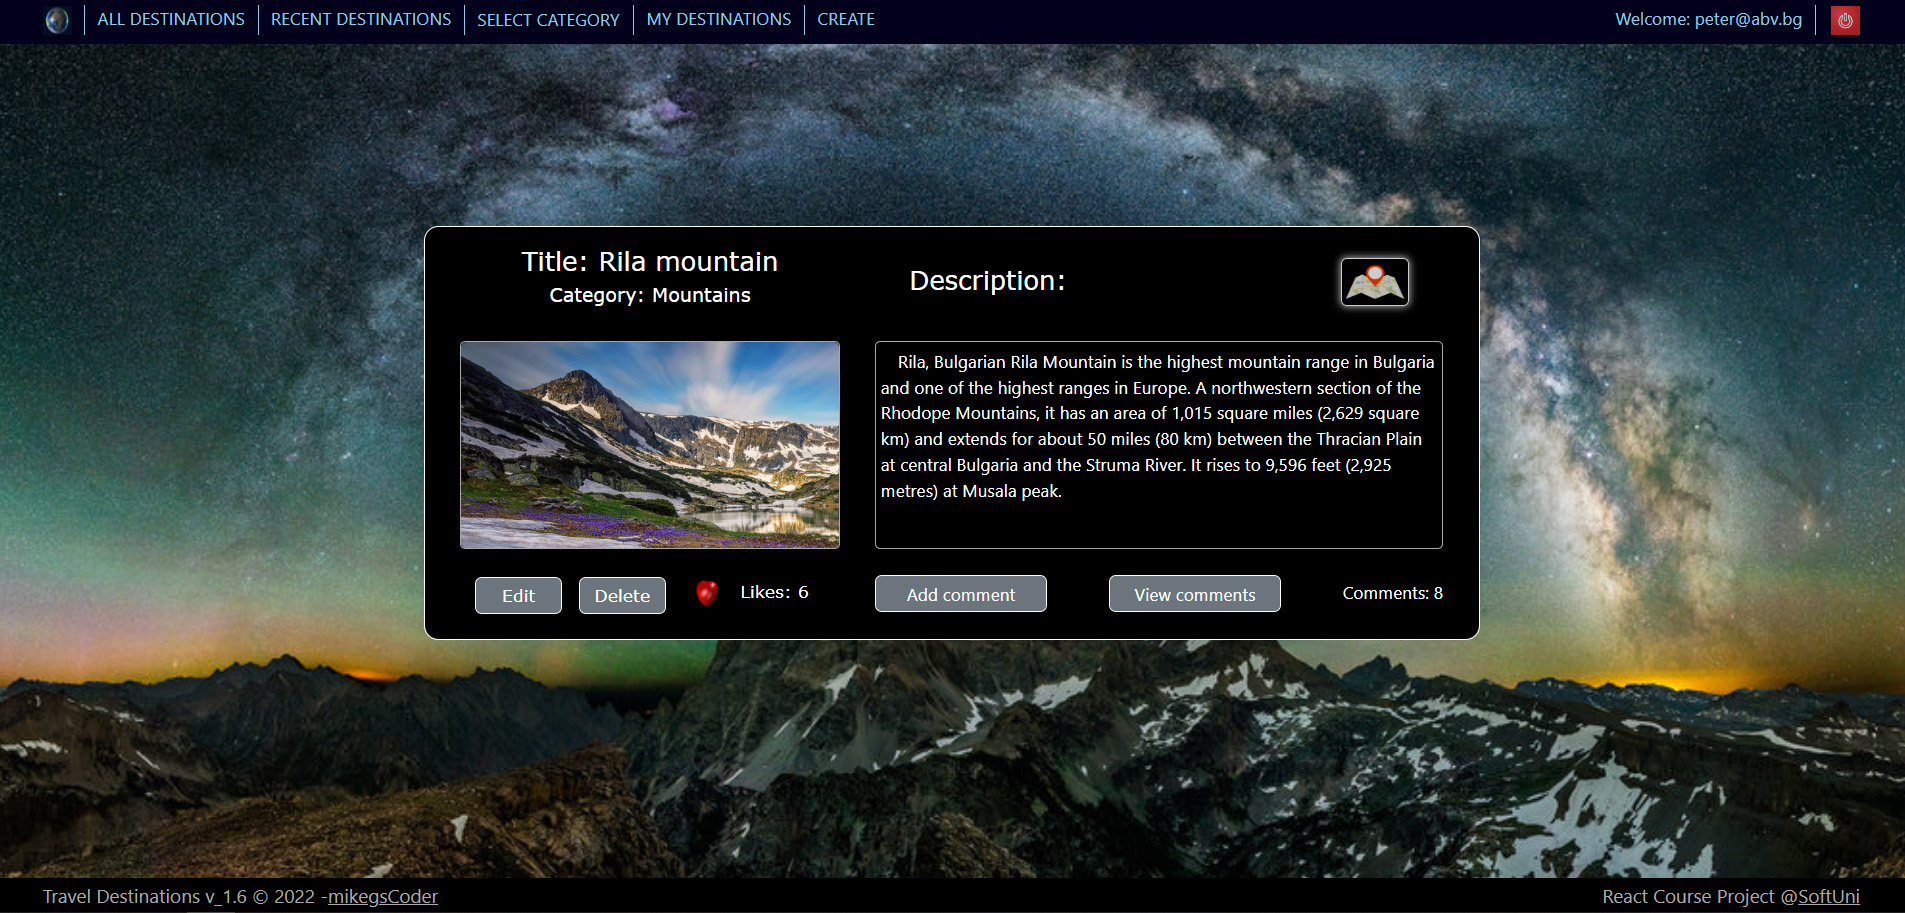 ALL DESTINATIONS
RECENT DESTINATIONS
SELECT CATEGORY
MY DESTINATIONS
CREATE
Welcome: peter@abv.bg
Title: Rila mountain
Category: Mountains
Description:
Rila, Bulgarian Rila Mountain is the highest mountain range in Bulgaria
and one of the highest ranges in Europe. A northwestern section of the
Rhodope Mountains, it has an area of 1,015 square miles (2,629 square
km) and extends for about 50 miles (80 km) between the Thracian Plain
at central Bulgaria and the Struma River. It rises to 9,596 feet (2,925
metres) at Musala peak.
Edit
Delete
Likes: 6
Add comment
View comments
Comments: 8
Travel Destinations v_1.6 © 2022 -mikegsCoder
React Course Project @SoftUni